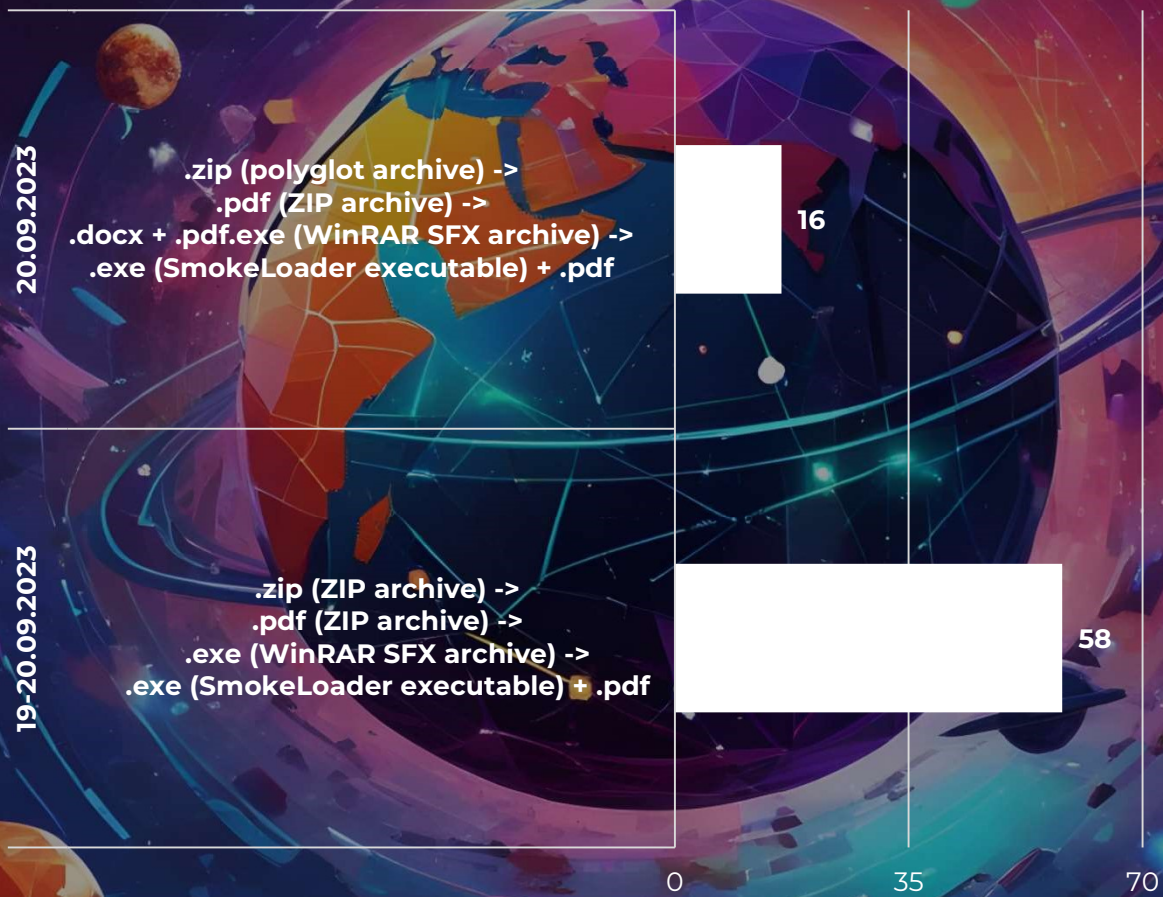 20.09.2023
.zip (polyglot archive) ->
.pdf (ZIP archive) ->
.docx + .pdf.exe (WinRAR SFX archive) ->
.exe (SmokeLoader executable) + .pdf
16
19-20.09.2023
.zip (ZIP archive) ->
.pdf (ZIP archive) ->
.exe (WinRAR SFX archive) ->
.exe (SmokeLoader executable) + .pdf
58
0 35 70